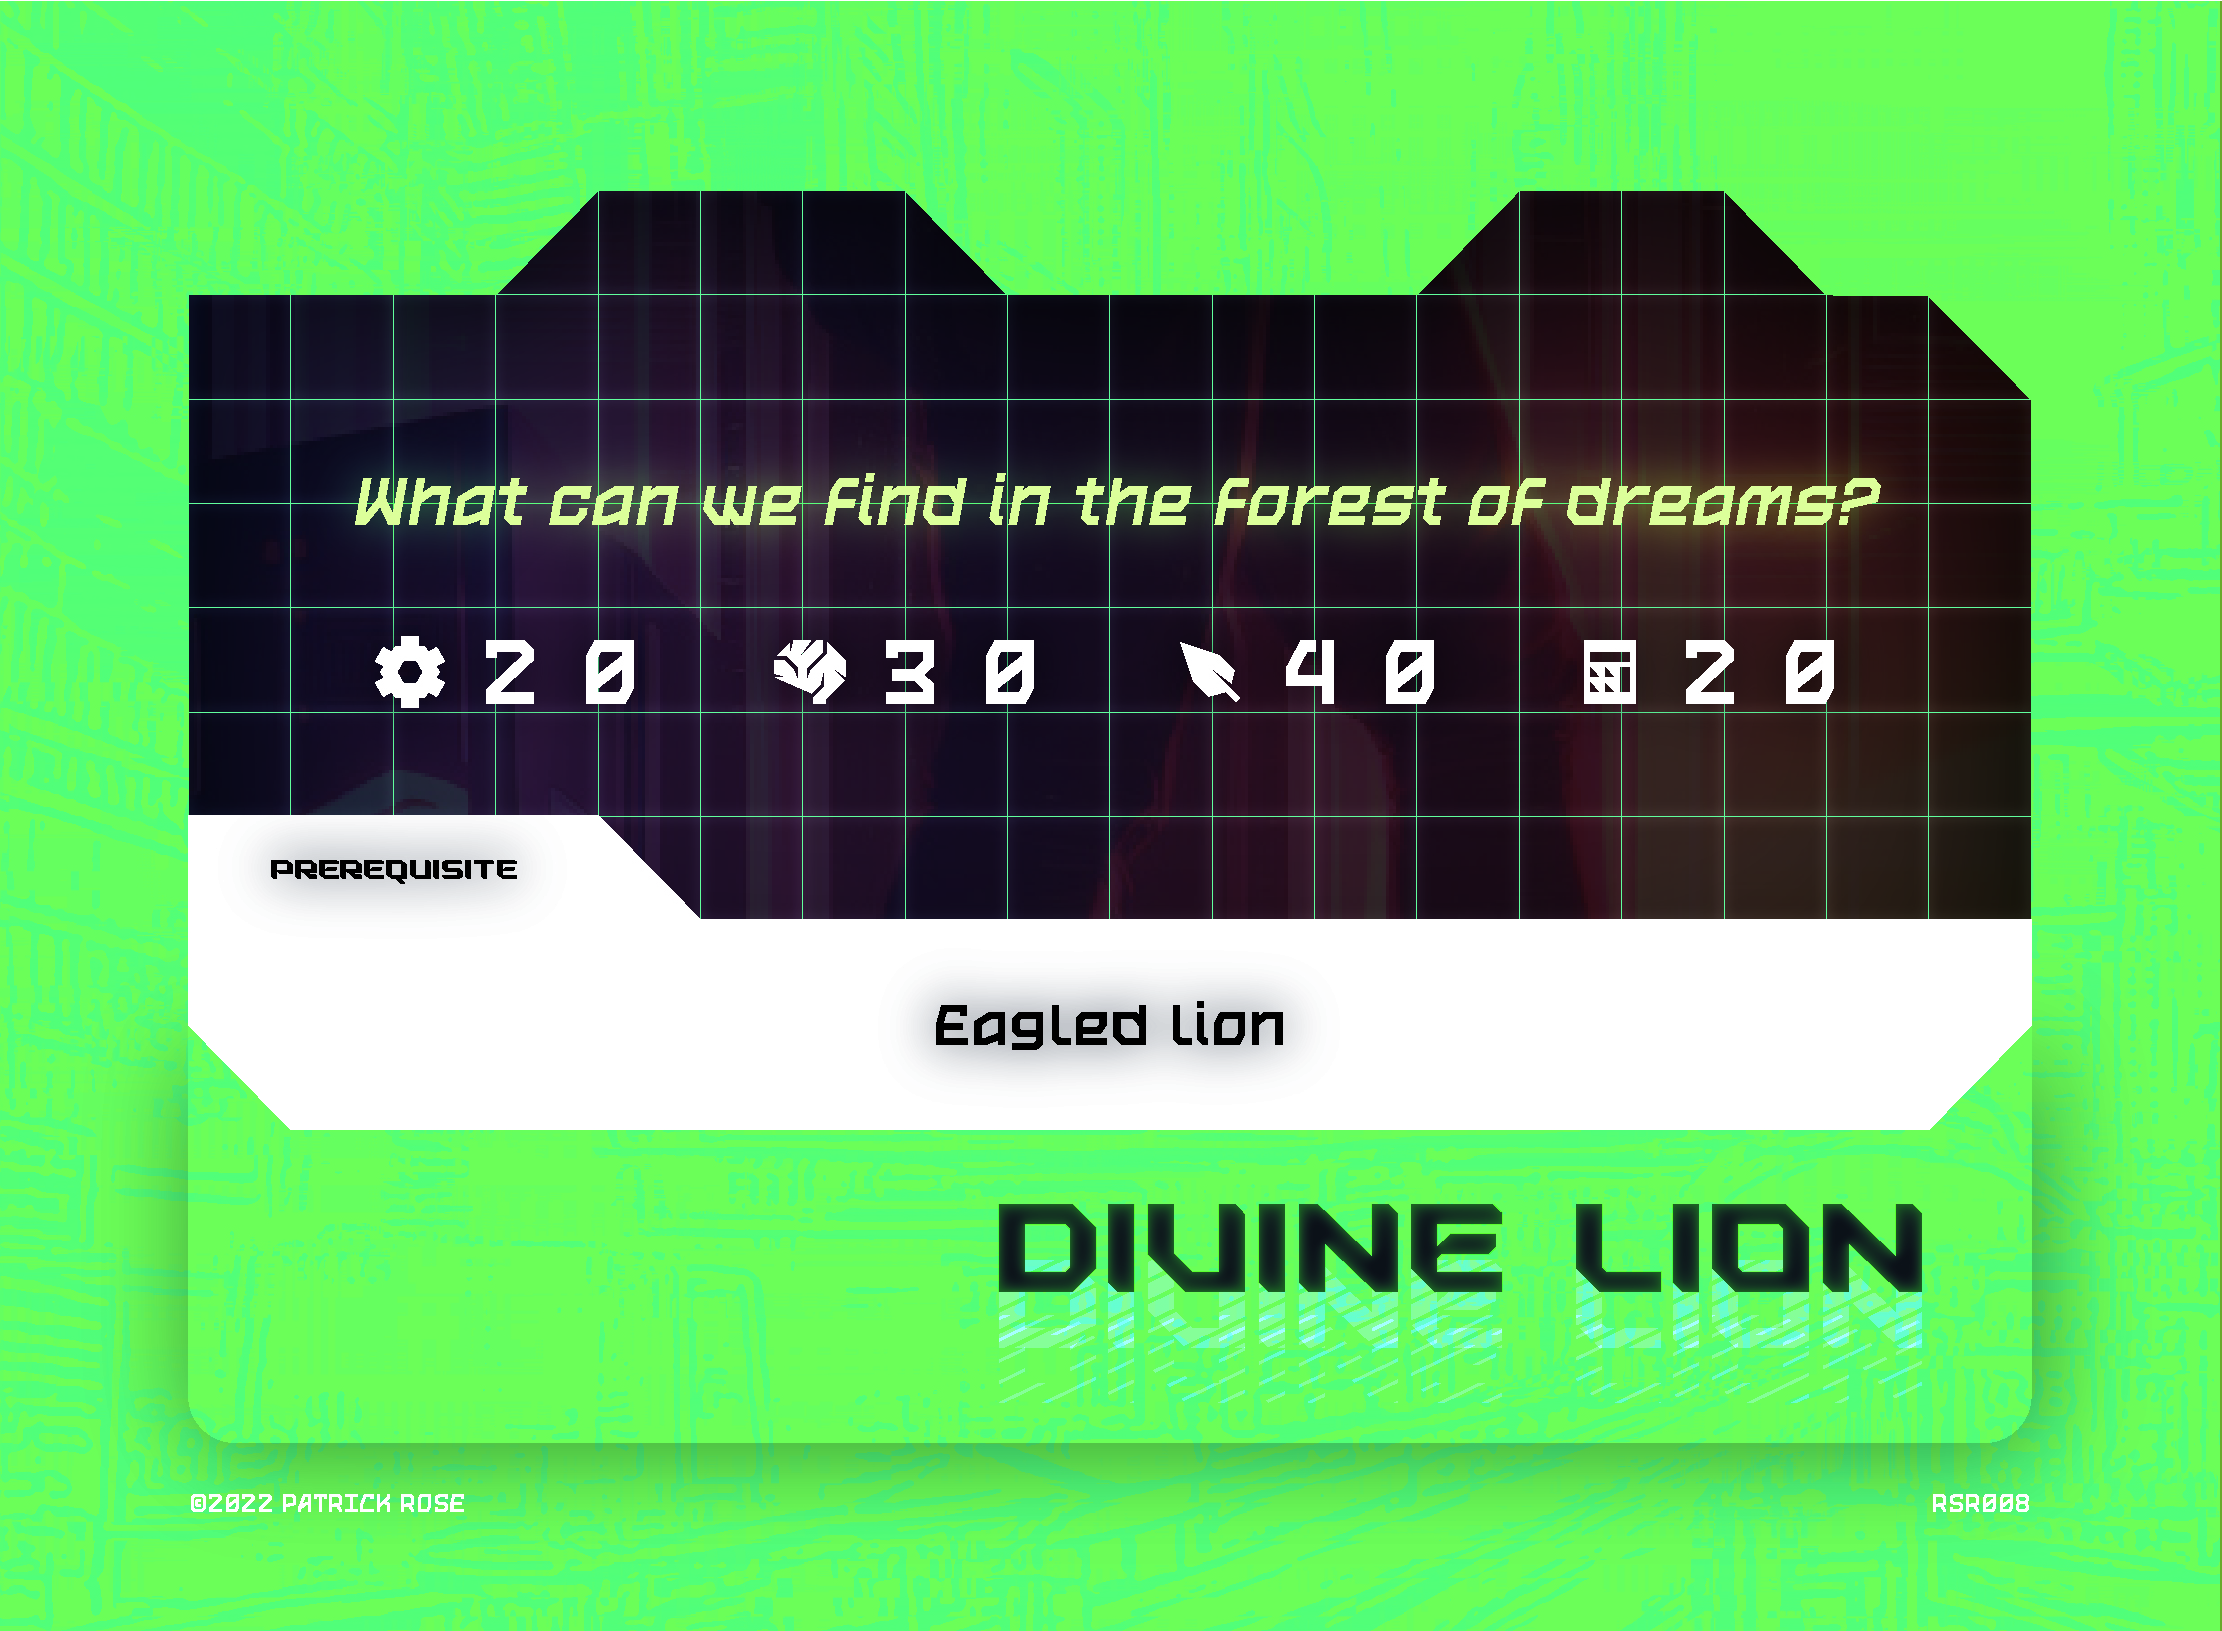 What can we find in the forest of dreams?
20 30 40 20
PREREQUISITE
Eagled lion
DIVINE LION
©2022 PATRICK ROSE
RSR008